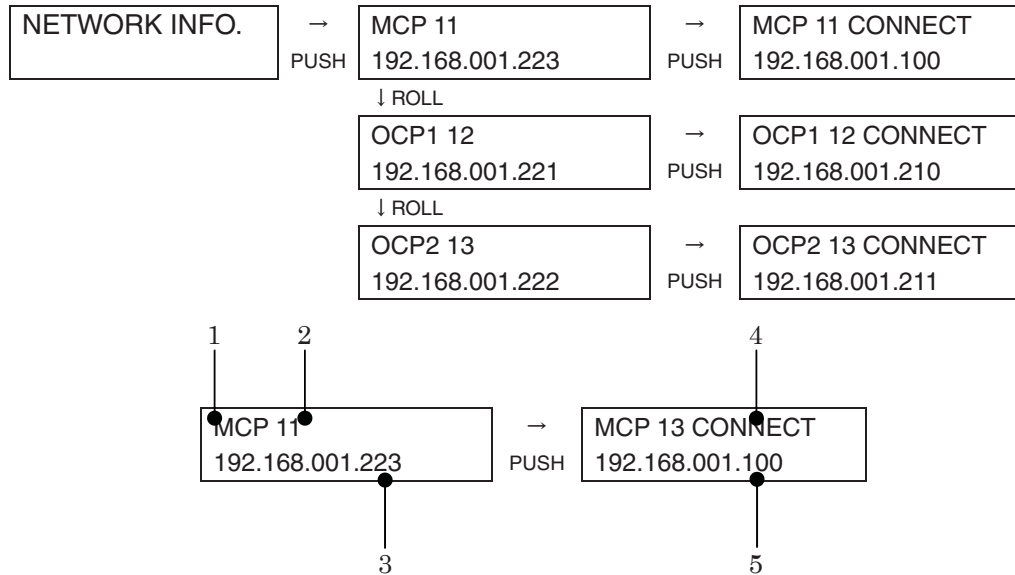 NETWORK INFO.
→
PUSH
MCP 11
192.168.001.223
→
PUSH
MCP 11 CONNECT
192.168.001.100
↓ ROLL
OCP1 12
192.168.001.221
→
PUSH
OCP1 12 CONNECT
192.168.001.210
↓ ROLL
OCP2 13
192.168.001.222
→
PUSH
OCP2 13 CONNECT
192.168.001.211
1
2
4
MCP 11
192.168.001.223
→
PUSH
MCP 13 CONNECT
192.168.001.100
3
5